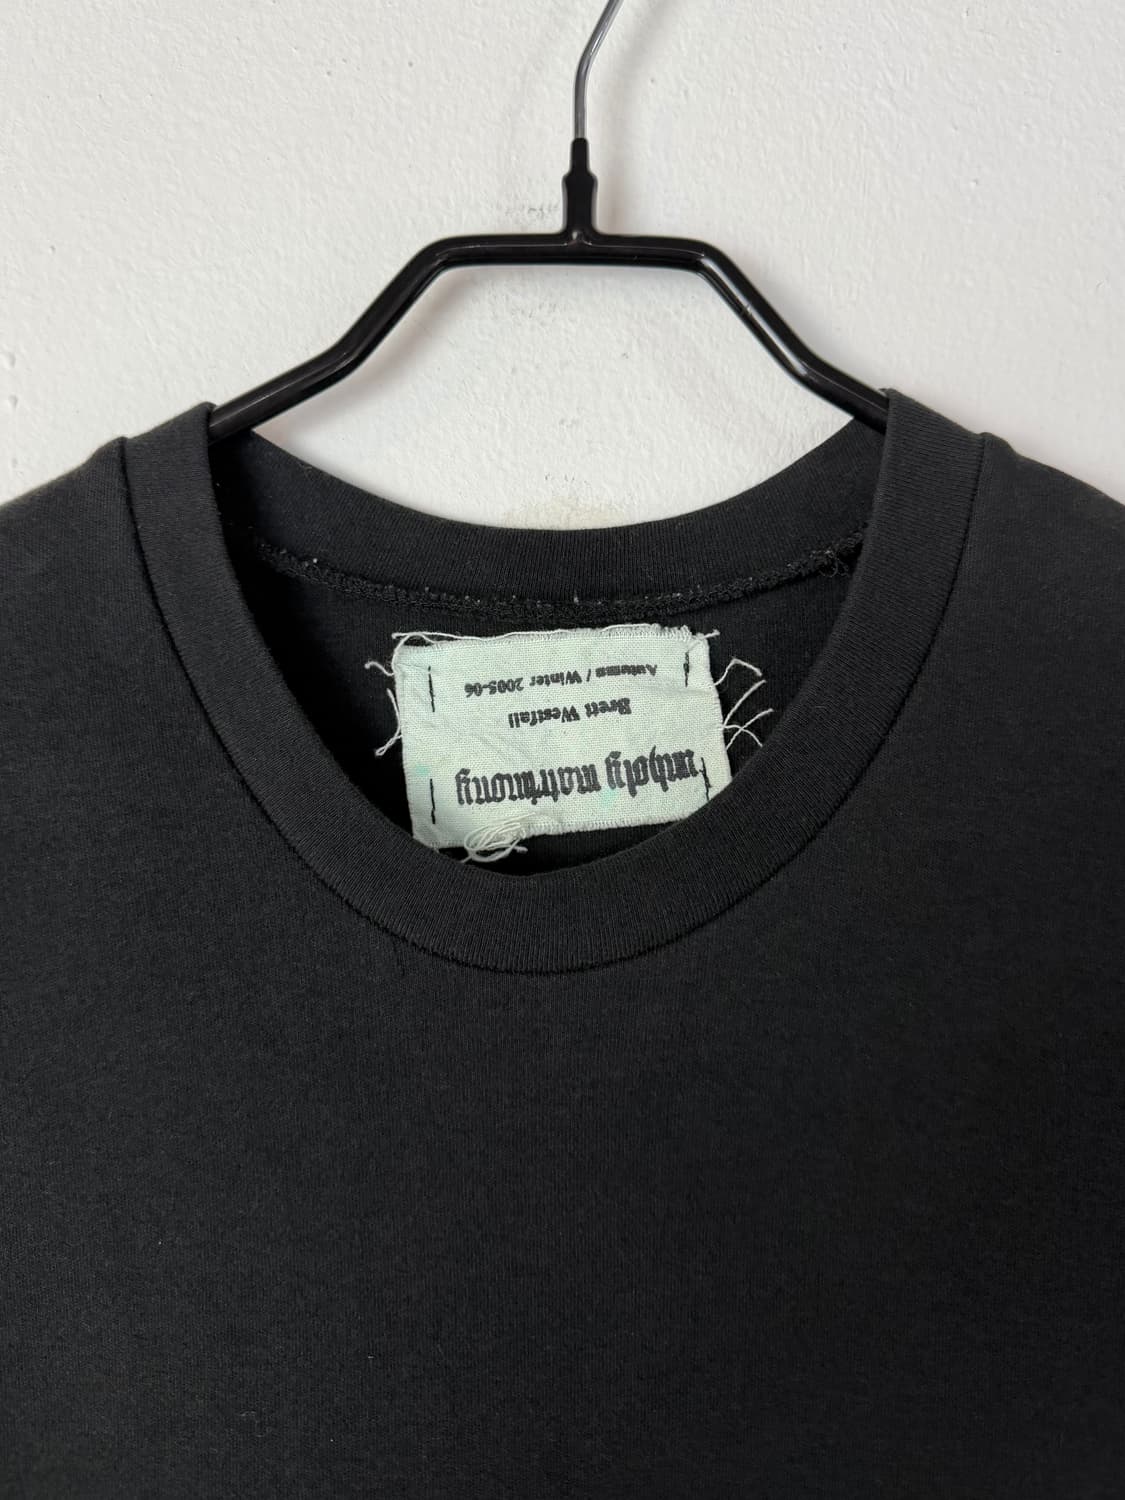 unholy matrimony
Brett Westfall
Autumn / Winter 2005-06